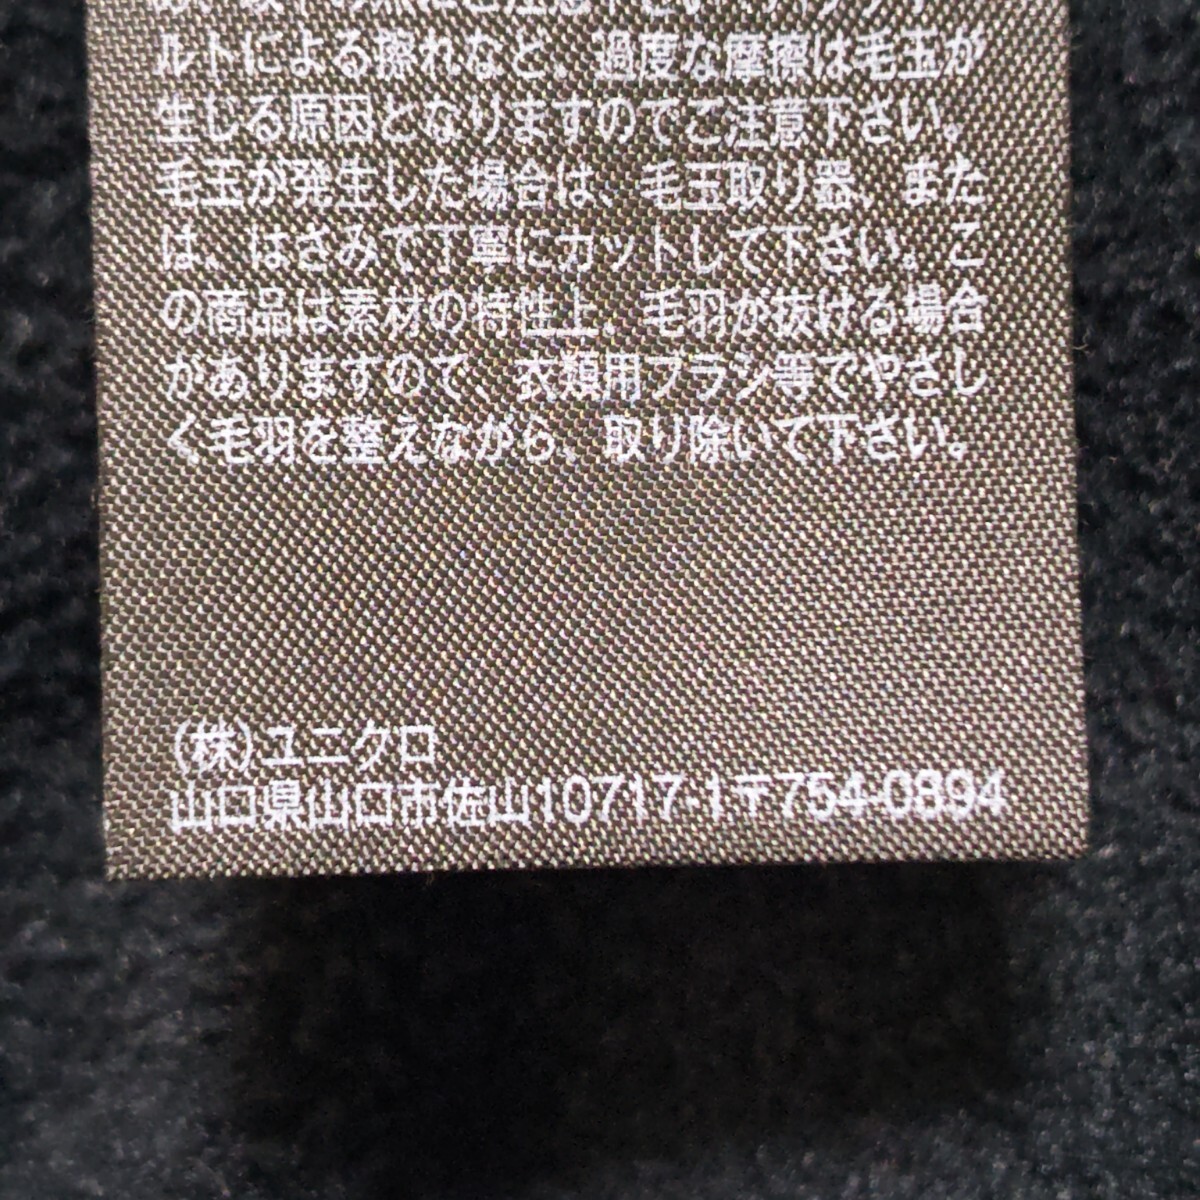 ルトによる擦れなど、過度な摩擦は毛玉が
生じる原因となりますのでご注意下さい。
毛玉が発生した場合は、毛玉取り器、また
は、はさみで丁寧にカットして下さい。こ
の商品は素材の特性上、毛羽が抜ける場合
がありますので、衣類用ブラシ等でやさし
く毛羽を整えながら、取り除いて下さい。
(株)ユニクロ
山口県山口市佐山10717-1〒754-0894